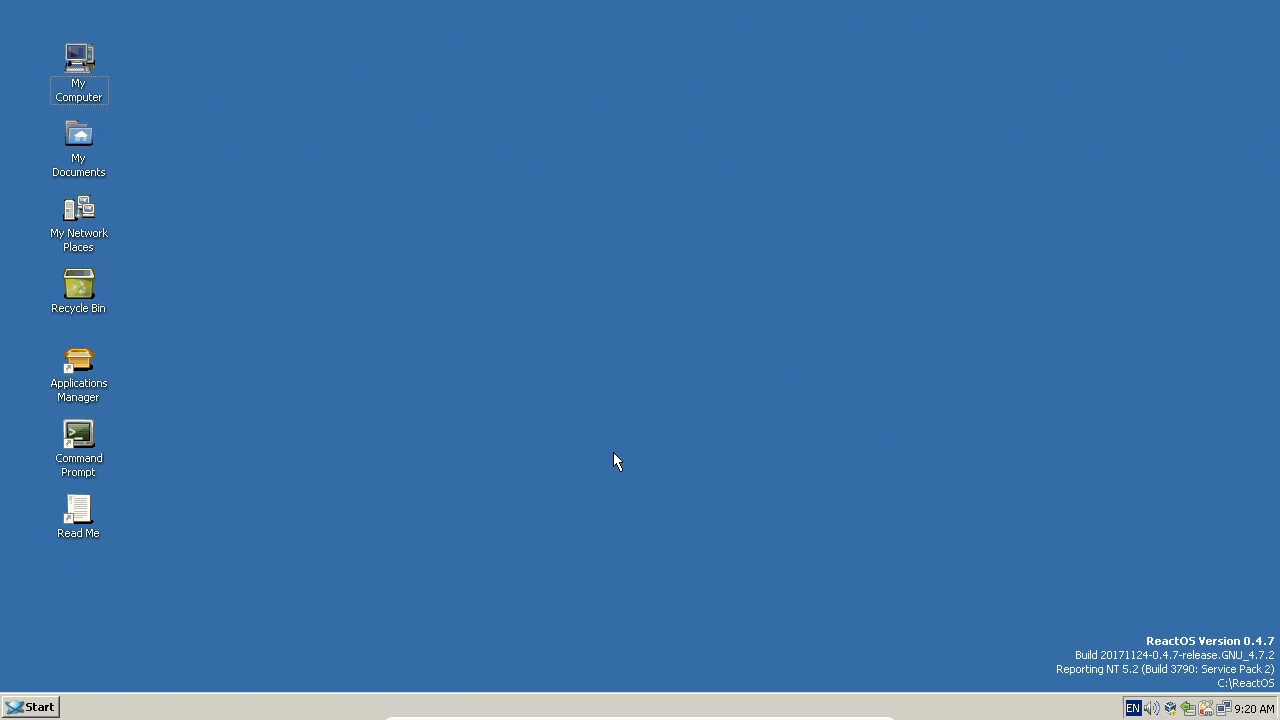 My
Computer
My
Documents
My Network
Places
Recycle Bin
Applications
Manager
Command
Prompt
Read Me
ReactOS Version 0.4.7
Build 20171124-0.4.7-release.GNU_4.7.2
Reporting NT 5.2 (Build 3790: Service Pack 2)
C:\ReactOS
Start
EN
9:20 AM